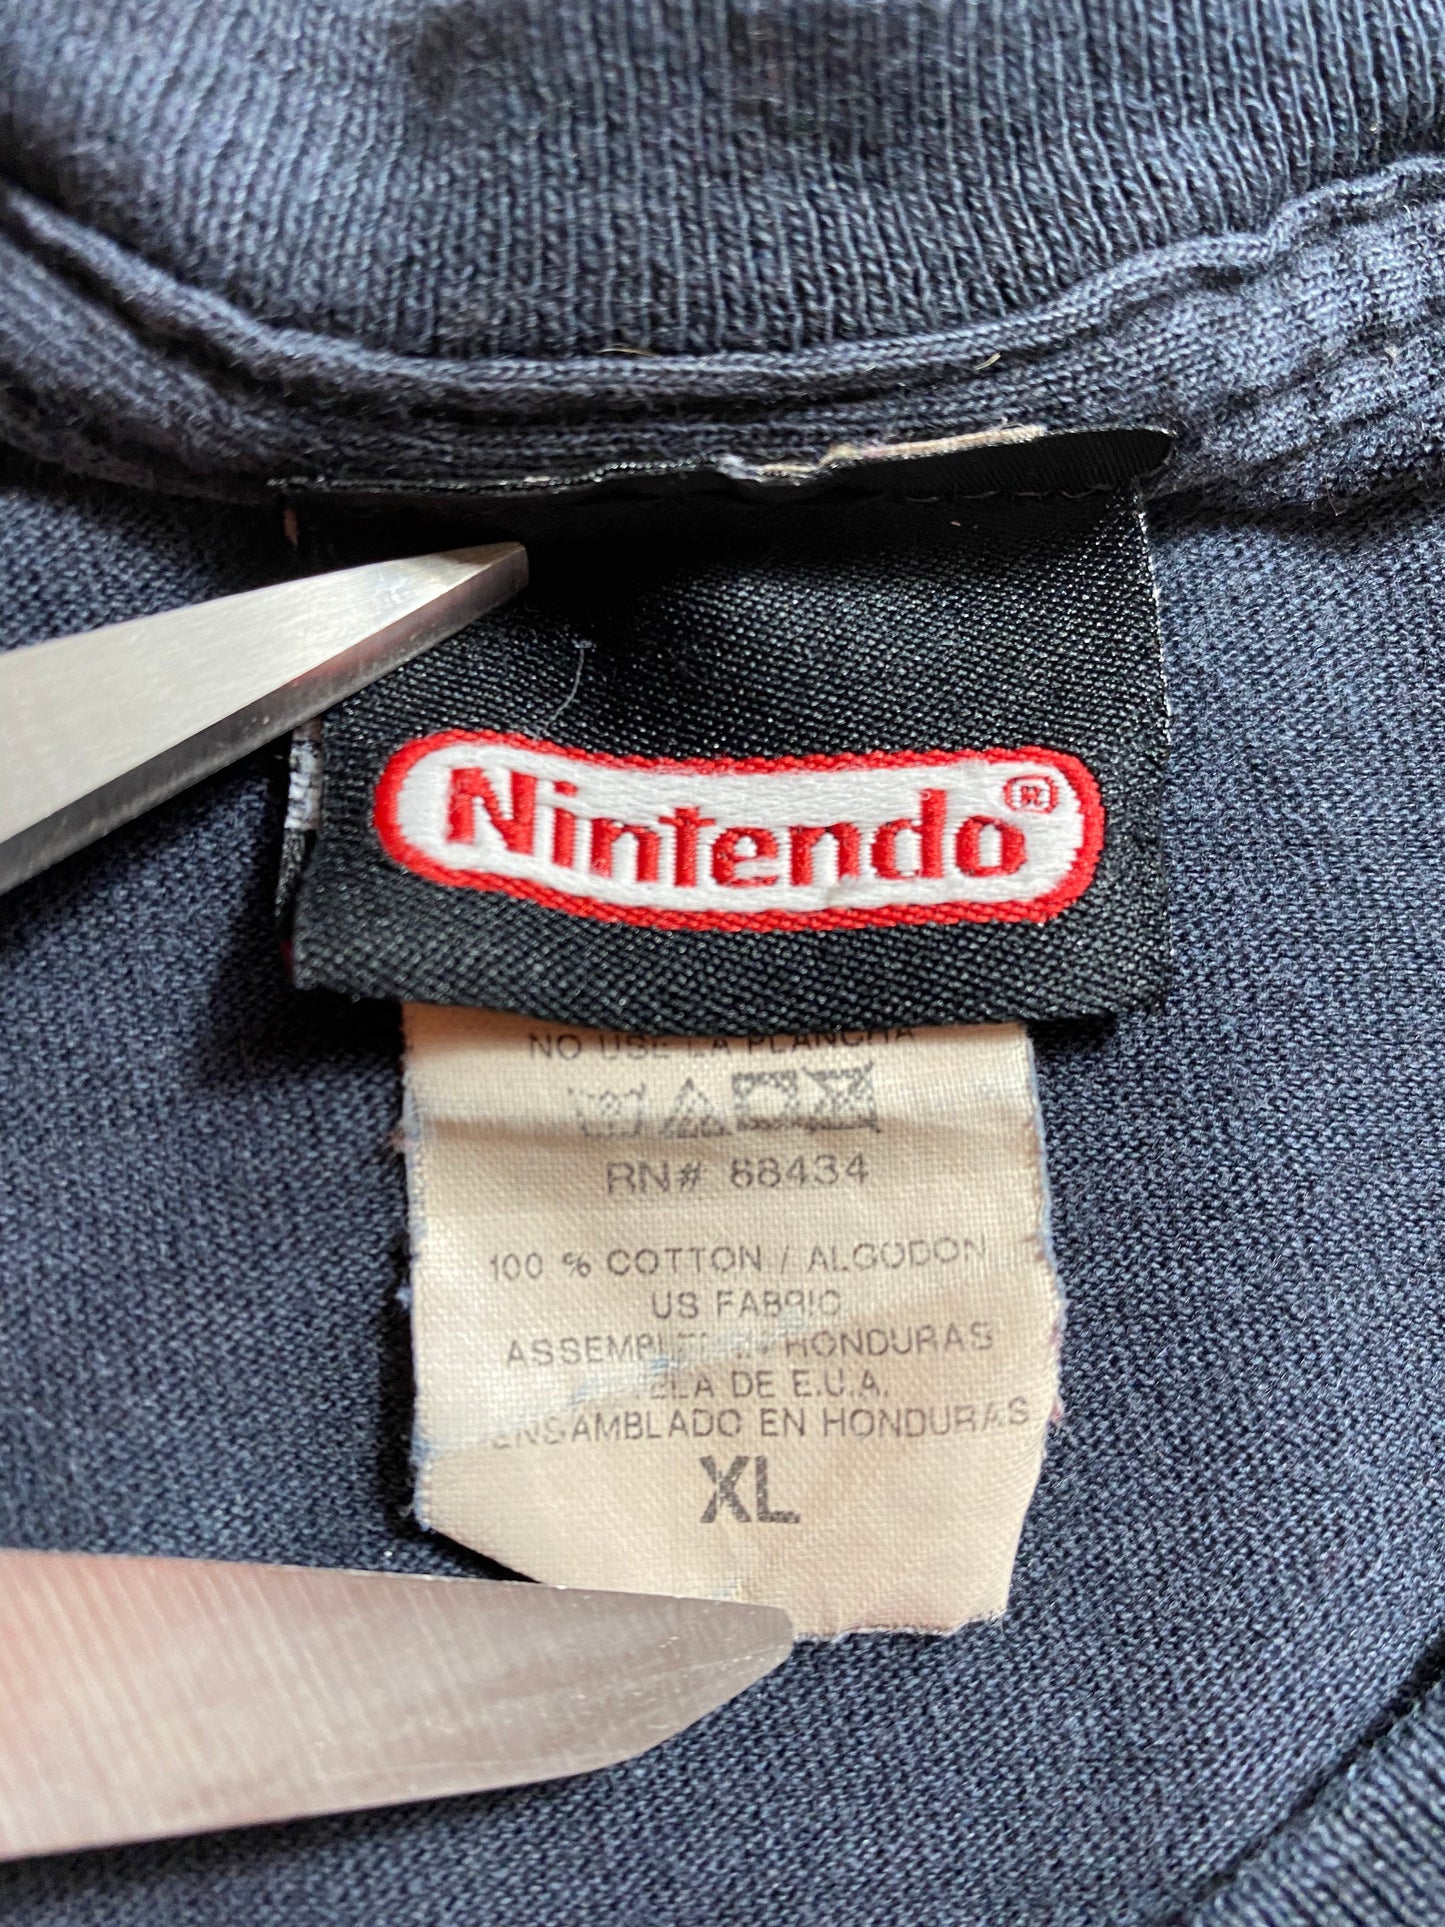 Nintendo®
NO USE LA PLANCHA
RN# 88434
100 % COTTON / ALGODON
US FABRIC
ASSEMBLED IN HONDURAS
TELA DE E.U.A.
ENSAMBLADO EN HONDURAS
XL